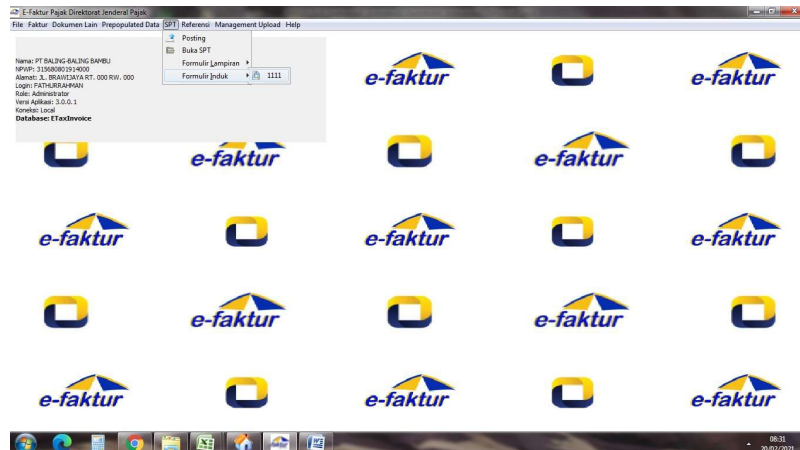 E-Faktur Pajak Direktorat Jenderal Pajak
File Faktur Dokumen Lain Prepopulated Data SPT Referensi Management Upload Help
Posting
Buka SPT
Formulir Lampiran
Formulir Induk
1111
Nama: PT BALING-BALING BAMBU
NPWP: 315680801914000
Alamat: JL. BRAWIJAYA RT. 000 RW. 000
Login: FATHURRAHMAN
Role: Administrator
Versi Aplikasi: 3.0.0.1
Koneksi: Local
Database: ETaxInvoice
e-faktur
e-faktur
e-faktur
e-faktur
e-faktur
e-faktur
e-faktur
e-faktur
e-faktur
e-faktur
e-faktur
e-faktur
08:31
20/02/2021